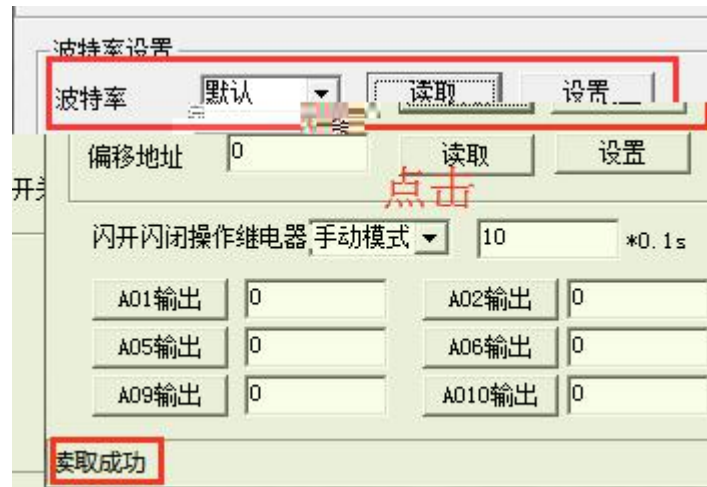 波特率设置
波特率 默认 读取 设置
偏移地址 0 读取 设置
点击
闪开闪闭操作继电器 手动模式 10 *0.1s
A01输出 0 A02输出 0
A05输出 0 A06输出 0
A09输出 0 A010输出 0
读取成功